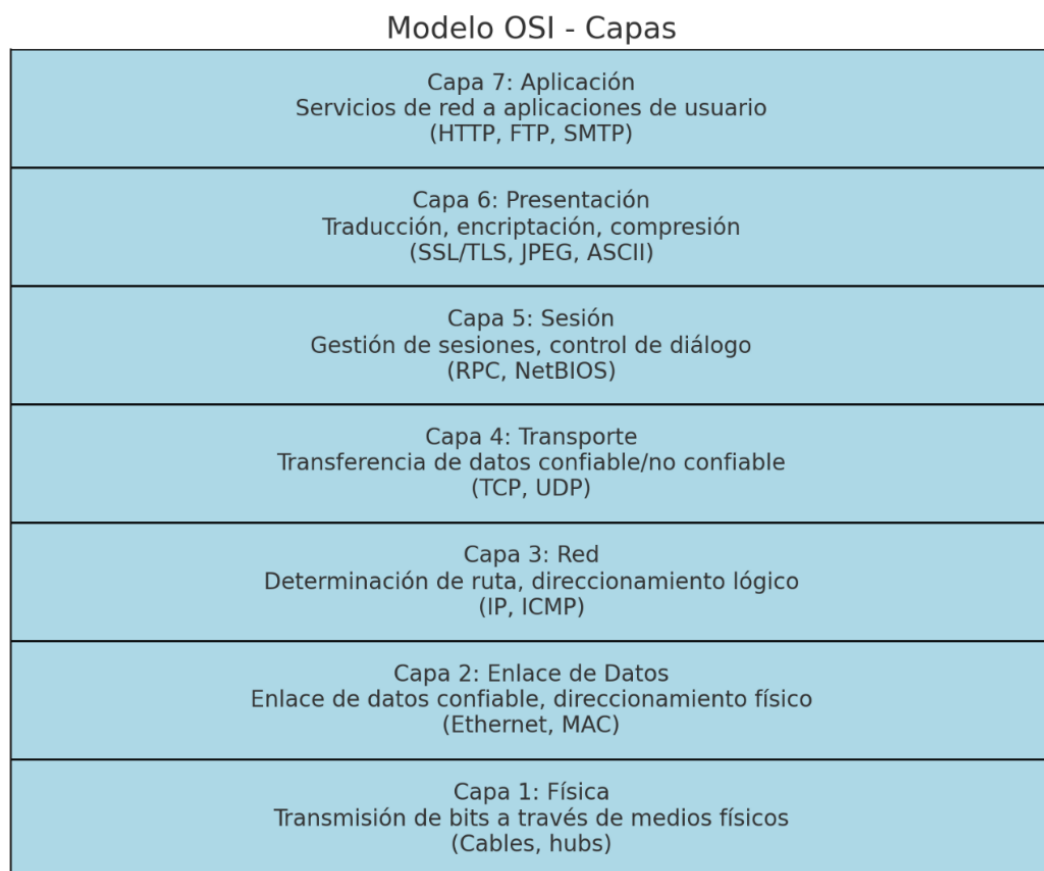 Modelo OSI - Capas
Capa 7: Aplicación
Servicios de red a aplicaciones de usuario
(HTTP, FTP, SMTP)
Capa 6: Presentación
Traducción, encriptación, compresión
(SSL/TLS, JPEG, ASCII)
Capa 5: Sesión
Gestión de sesiones, control de diálogo
(RPC, NetBIOS)
Capa 4: Transporte
Transferencia de datos confiable/no confiable
(TCP, UDP)
Capa 3: Red
Determinación de ruta, direccionamiento lógico
(IP, ICMP)
Capa 2: Enlace de Datos
Enlace de datos confiable, direccionamiento físico
(Ethernet, MAC)
Capa 1: Física
Transmisión de bits a través de medios físicos
(Cables, hubs)